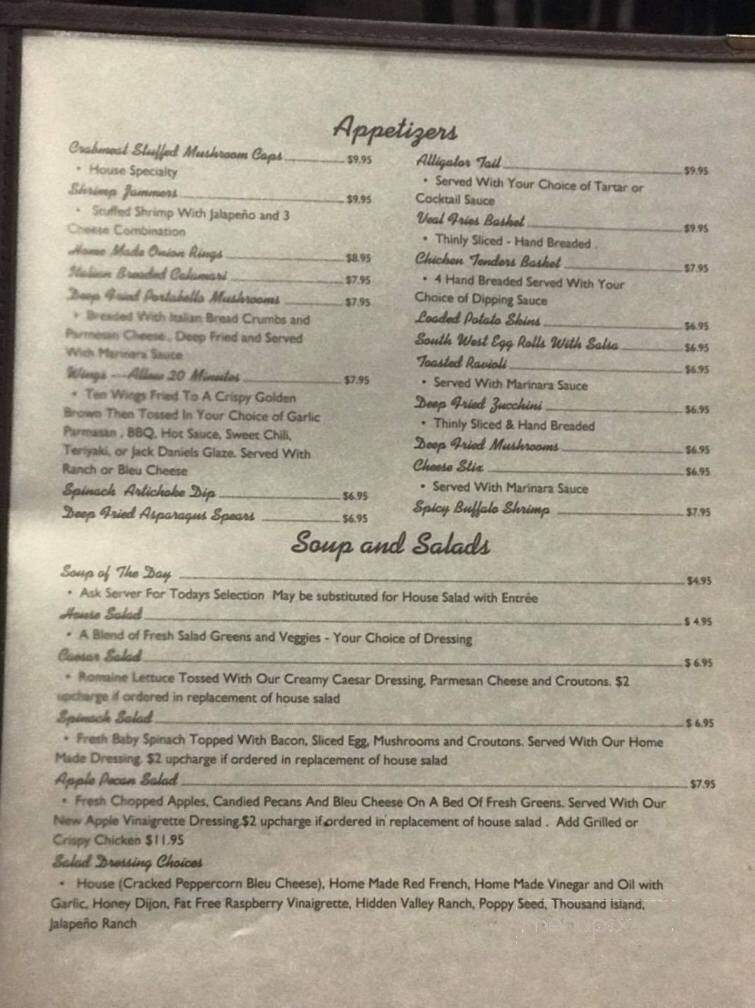 Appetizers
Crabmeat Stuffed Mushroom Caps $9.95
• House Specialty
Shrimp Jammers $9.95
• Stuffed Shrimp With Jalapeño and 3
Cheese Combination
Home Made Onion Rings $8.95
Italian Breaded Calamari $7.95
Deep Fried Portabello Mushrooms $7.95
• Breaded With Italian Bread Crumbs and
Parmesan Cheese., Deep Fried and Served
With Marinara Sauce
Wings ---Allow 20 Minutes $7.95
• Ten Wings Fried To A Crispy Golden
Brown Then Tossed In Your Choice of Garlic
Parmasan , BBQ, Hot Sauce, Sweet Chili,
Teriyaki, or Jack Daniels Glaze. Served With
Ranch or Bleu Cheese
Spinach Artichoke Dip $6.95
Deep Fried Asparagus Spears $6.95
Alligator Tail $9.95
• Served With Your Choice of Tartar or
Cocktail Sauce
Veal Fries Basket $9.95
• Thinly Sliced - Hand Breaded .
Chicken Tenders Basket $7.95
• 4 Hand Breaded Served With Your
Choice of Dipping Sauce
Loaded Potato Skins $6.95
South West Egg Rolls With Salsa $6.95
Toasted Ravioli $6.95
• Served With Marinara Sauce
Deep Fried Zucchini $6.95
• Thinly Sliced & Hand Breaded
Deep Fried Mushrooms $6.95
Cheese Stix $6.95
• Served With Marinara Sauce
Spicy Buffalo Shrimp $7.95
Soup and Salads
Soup of The Day $4.95
• Ask Server For Todays Selection May be substituted for House Salad with Entrée
House Salad $ 4.95
• A Blend of Fresh Salad Greens and Veggies - Your Choice of Dressing
Caesar Salad $ 6.95
• Romaine Lettuce Tossed With Our Creamy Caesar Dressing, Parmesan Cheese and Croutons. $2
upcharge if ordered in replacement of house salad
Spinach Salad $ 6.95
• Fresh Baby Spinach Topped With Bacon, Sliced Egg, Mushrooms and Croutons. Served With Our Home
Made Dressing. $2 upcharge if ordered in replacement of house salad
Apple Pecan Salad $7.95
• Fresh Chopped Apples, Candied Pecans And Bleu Cheese On A Bed Of Fresh Greens. Served With Our
New Apple Vinaigrette Dressing.$2 upcharge if ordered in replacement of house salad . Add Grilled or
Crispy Chicken $11.95
Salad Dressing Choices
• House (Cracked Peppercorn Bleu Cheese), Home Made Red French, Home Made Vinegar and Oil with
Garlic, Honey Dijon, Fat Free Raspberry Vinaigrette, Hidden Valley Ranch, Poppy Seed, Thousand Island,
Jalapeño Ranch